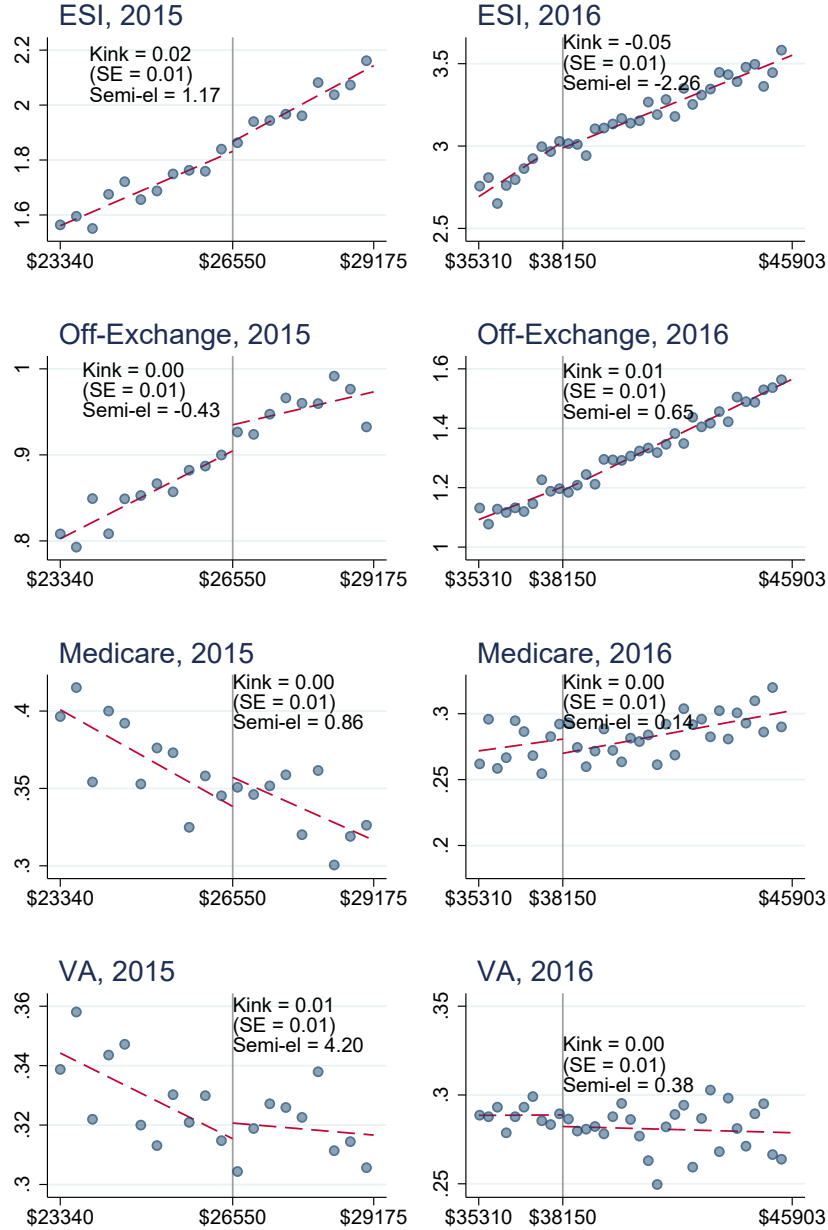 ESI, 2015
Kink = 0.02
(SE = 0.01)
Semi-el = 1.17
2.2
2
1.8
1.6
$23340
$26550
$29175
ESI, 2016
Kink = -0.05
(SE = 0.01)
Semi-el = -2.26
3.5
3
2.5
$35310
$38150
$45903
Off-Exchange, 2015
Kink = 0.00
(SE = 0.01)
Semi-el = -0.43
1
.9
.8
$23340
$26550
$29175
Off-Exchange, 2016
Kink = 0.01
(SE = 0.01)
Semi-el = 0.65
1.6
1.4
1.2
1
$35310
$38150
$45903
Medicare, 2015
Kink = 0.00
(SE = 0.01)
Semi-el = 0.86
.4
.35
.3
$23340
$26550
$29175
Medicare, 2016
Kink = 0.00
(SE = 0.01)
Semi-el = 0.14
.3
.25
.2
$35310
$38150
$45903
VA, 2015
Kink = 0.01
(SE = 0.01)
Semi-el = 4.20
.36
.34
.32
.3
$23340
$26550
$29175
VA, 2016
Kink = 0.00
(SE = 0.01)
Semi-el = 0.38
.35
.3
.25
$35310
$38150
$45903